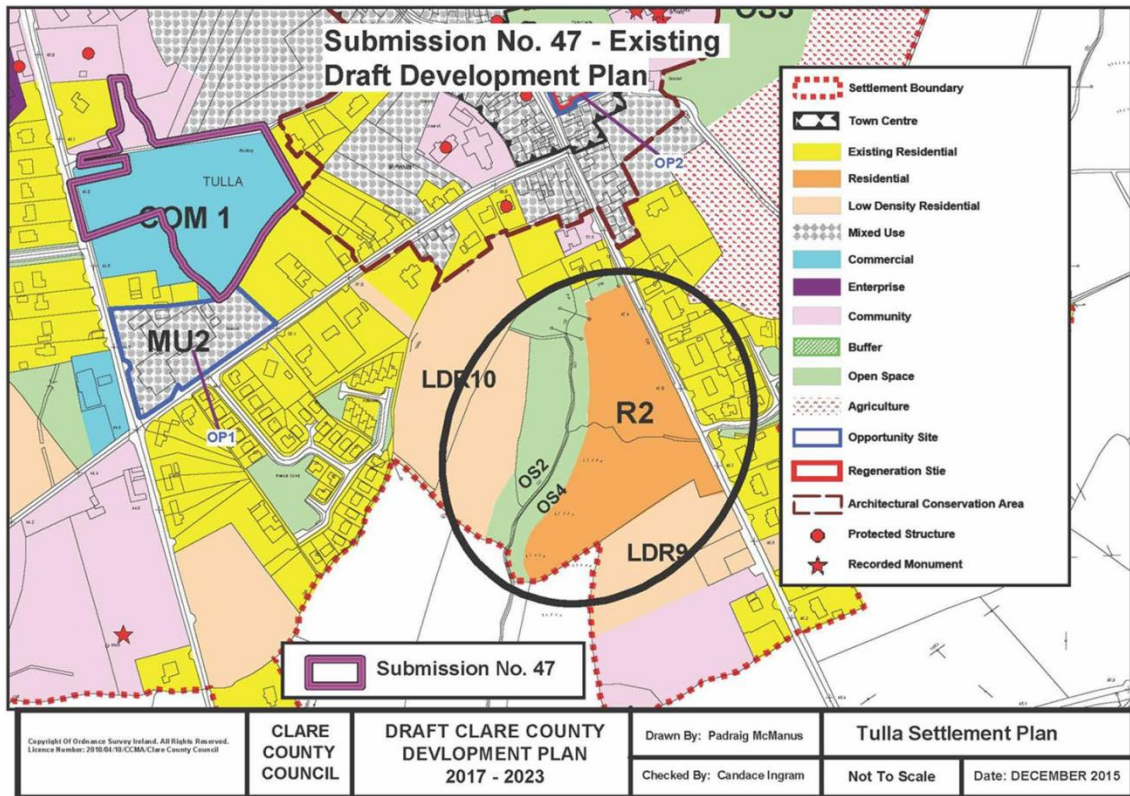 OS3
Submission No. 47 - Existing
Draft Development Plan
OP2
TULLA
COM 1
MU2
OP1
LDR10
R2
OS2
OS4
LDR9
Settlement Boundary
Town Centre
Existing Residential
Residential
Low Density Residential
Mixed Use
Commercial
Enterprise
Community
Buffer
Open Space
Agriculture
Opportunity Site
Regeneration Stie
Architectural Conservation Area
Protected Structure
Recorded Monument
Submission No. 47
Copyright Of Ordnance Survey Ireland. All Rights Reserved.
Licence Number: 2010/04/10/CCMA/Clare County Council
CLARE
COUNTY
COUNCIL
DRAFT CLARE COUNTY
DEVLOPMENT PLAN
2017 - 2023
Drawn By: Padraig McManus
Checked By: Candace Ingram
Tulla Settlement Plan
Not To Scale
Date: DECEMBER 2015